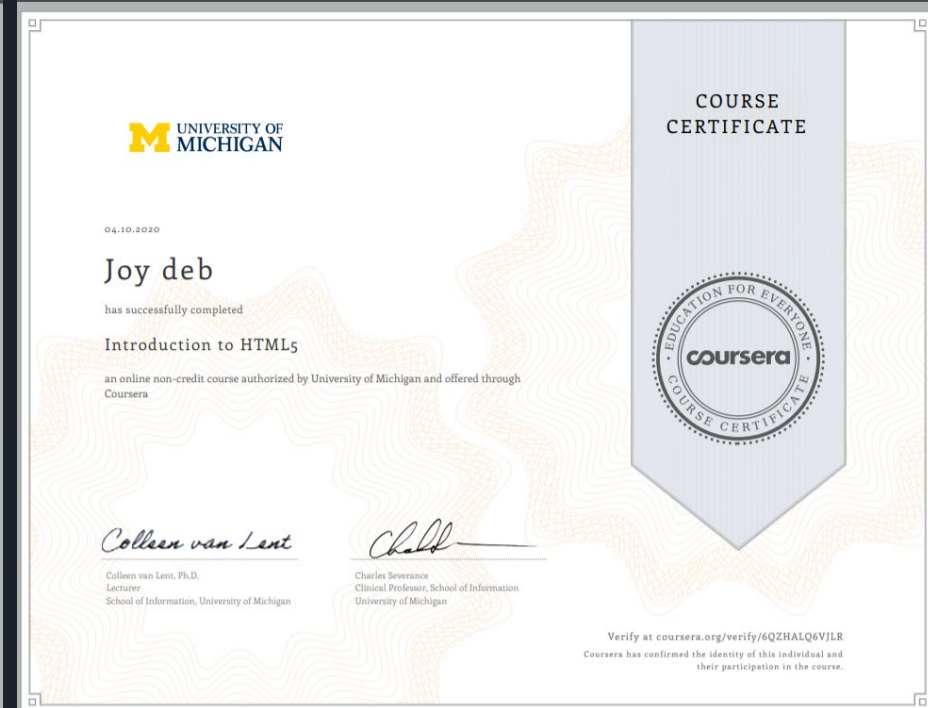 UNIVERSITY OF
MICHIGAN
COURSE
CERTIFICATE
04.10.2020
Joy deb
has successfully completed
Introduction to HTML5
an online non-credit course authorized by University of Michigan and offered through
Coursera
EDUCATION FOR EVERYONE
coursera
COURSE CERTIFICATE
Colleen van Lent
Colleen van Lent, Ph.D.
Lecturer
School of Information, University of Michigan
Charles Severance
Clinical Professor, School of Information
University of Michigan
Verify at coursera.org/verify/6QZHALQ6VJLR
Coursera has confirmed the identity of this individual and
their participation in the course.